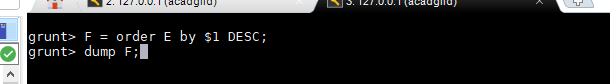 2. 127.0.0.1 (acadgild)
3. 127.0.0.1 (acadgild)
grunt> F = order E by $1 DESC;
grunt> dump F;